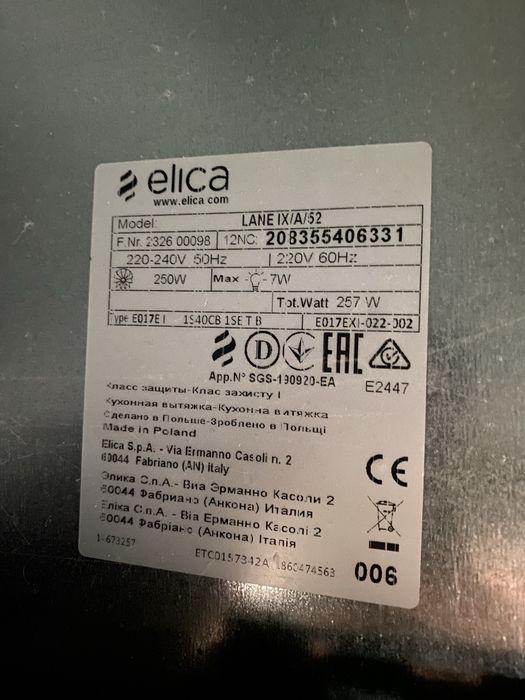 elica
www.elica.com
Model: LANE IX/A/52
F.Nr. 2326 00098 12NC: 208355406331
220-240V 50Hz 220V 60Hz
250W Max 7W
Tot.Watt 257 W
Type E017E I 1S40CB 1SE T B E017EXI-022-002
D EAC
App.N° SGS-190920-EA E2447
Класс защиты-Клас захисту I
Кухонная вытяжка-Кухонна витяжка
Сделано в Польше-Зроблено в Польщі
Made in Poland
Elica S.p.A. - Via Ermanno Casoli n. 2
60044 Fabriano (AN) Italy
Элика С.п.А. - Виа Эрманно Касоли 2
60044 Фабриано (Анкона) Италия
Еліка С.п.А. - Віа Ерманно Касолі 2
60044 Фабріано (Анкона) Італія
CE
ETC0157342A 1860474563 006